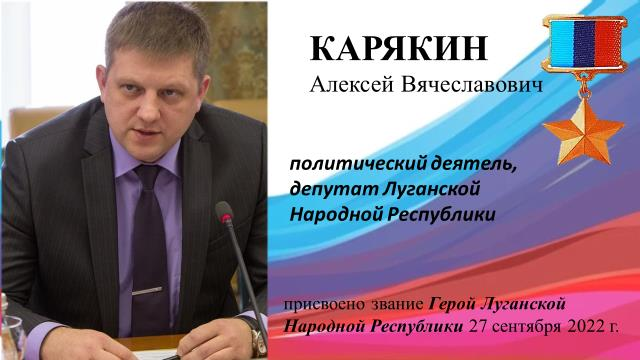 КАРЯКИН
Алексей Вячеславович
политический деятель,
депутат Луганской
Народной Республики
присвоено звание Герой Луганской
Народной Республики 27 сентября 2022 г.